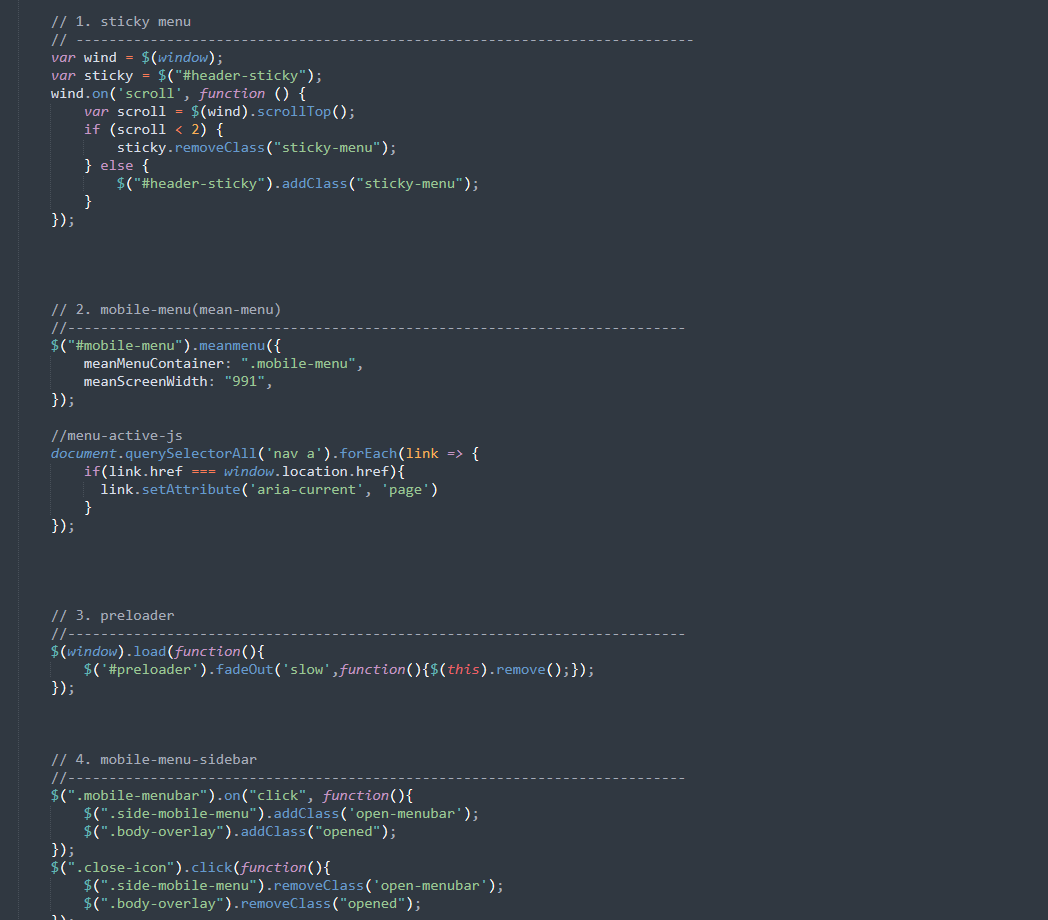 // 1. sticky menu
// ---------------------------------------------------------------------------
var wind = $(window);
var sticky = $("#header-sticky");
wind.on('scroll', function () {
    var scroll = $(wind).scrollTop();
    if (scroll < 2) {
        sticky.removeClass("sticky-menu");
    } else {
        $("#header-sticky").addClass("sticky-menu");
    }
});
// 2. mobile-menu(mean-menu)
//---------------------------------------------------------------------------
$("#mobile-menu").meanmenu({
    meanMenuContainer: ".mobile-menu",
    meanScreenWidth: "991",
});
//menu-active-js
document.querySelectorAll('nav a').forEach(link => {
    if(link.href === window.location.href){
      link.setAttribute('aria-current', 'page')
    }
});
// 3. preloader
//---------------------------------------------------------------------------
$(window).load(function(){
    $('#preloader').fadeOut('slow',function(){$(this).remove();});
});
// 4. mobile-menu-sidebar
//---------------------------------------------------------------------------
$(".mobile-menubar").on("click", function(){
    $(".side-mobile-menu").addClass('open-menubar');
    $(".body-overlay").addClass("opened");
});
$(".close-icon").click(function(){
    $(".side-mobile-menu").removeClass('open-menubar');
    $(".body-overlay").removeClass("opened");
});